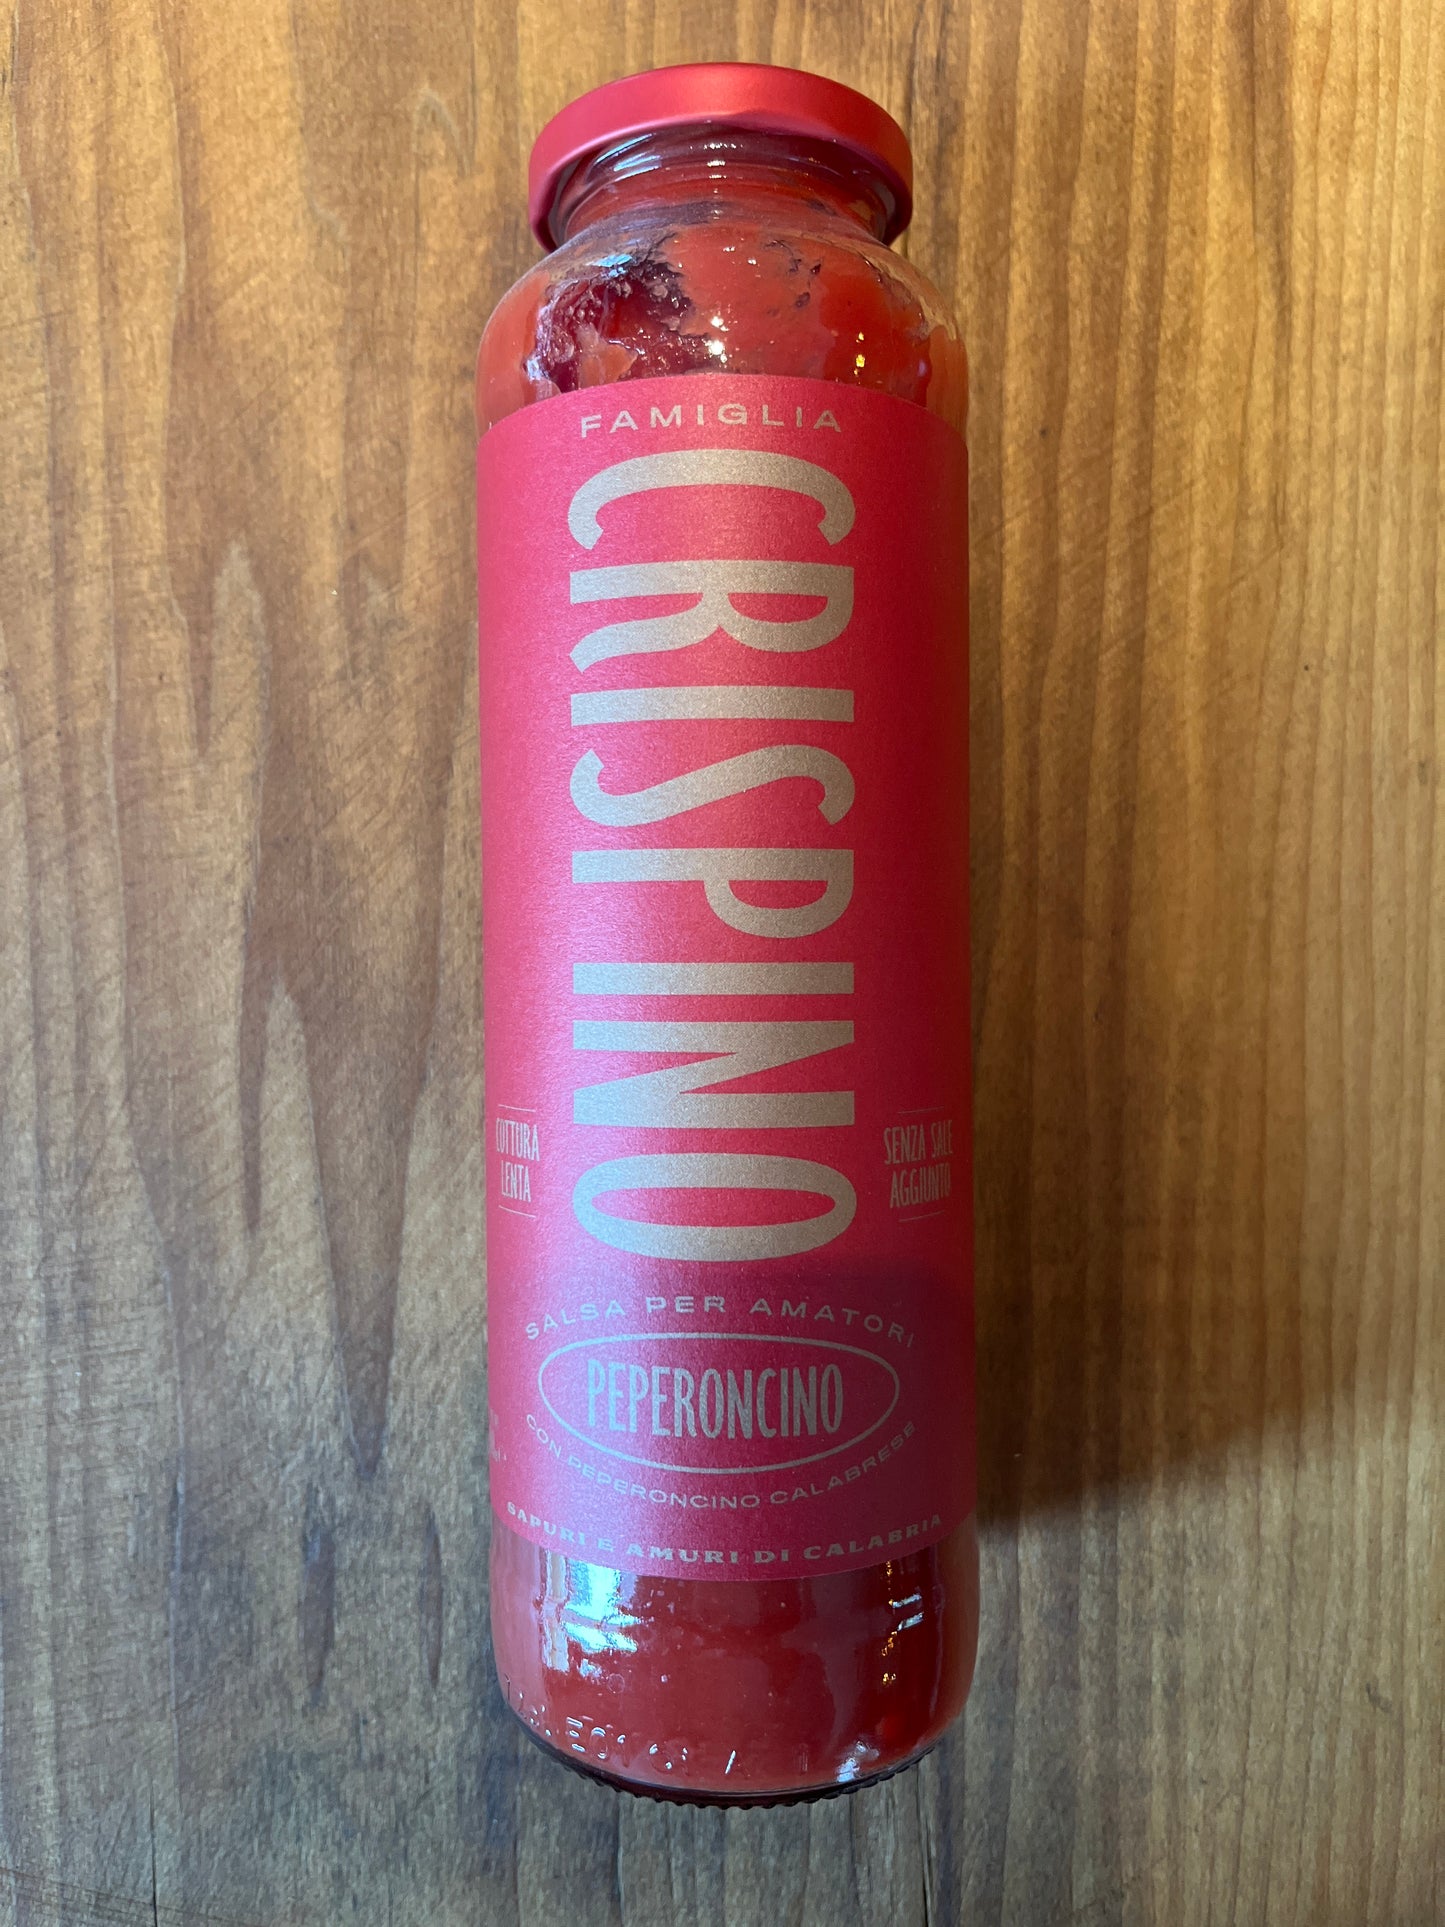 FAMIGLIA
CRISPINO
COTTURA
LENTA
SENZA SALE
AGGIUNTO
SALSA PER AMATORI
PEPERONCINO
CON PEPERONCINO CALABRESE
SAPURI E AMURI DI CALABRIA